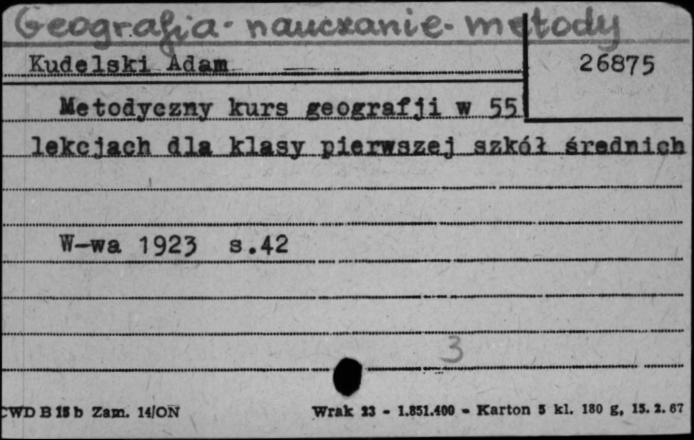 Geografia - nauczanie - metody
Kudelski Adam
26875
Metodyczny kurs geografji w 55
lekcjach dla klasy pierwszej szkół średnich
W-wa 1923 s.42
3
CWD B 15 b Zam. 14/ON Wrak 23 - 1.851.400 - Karton 5 kl. 180 g, 15. 2. 67